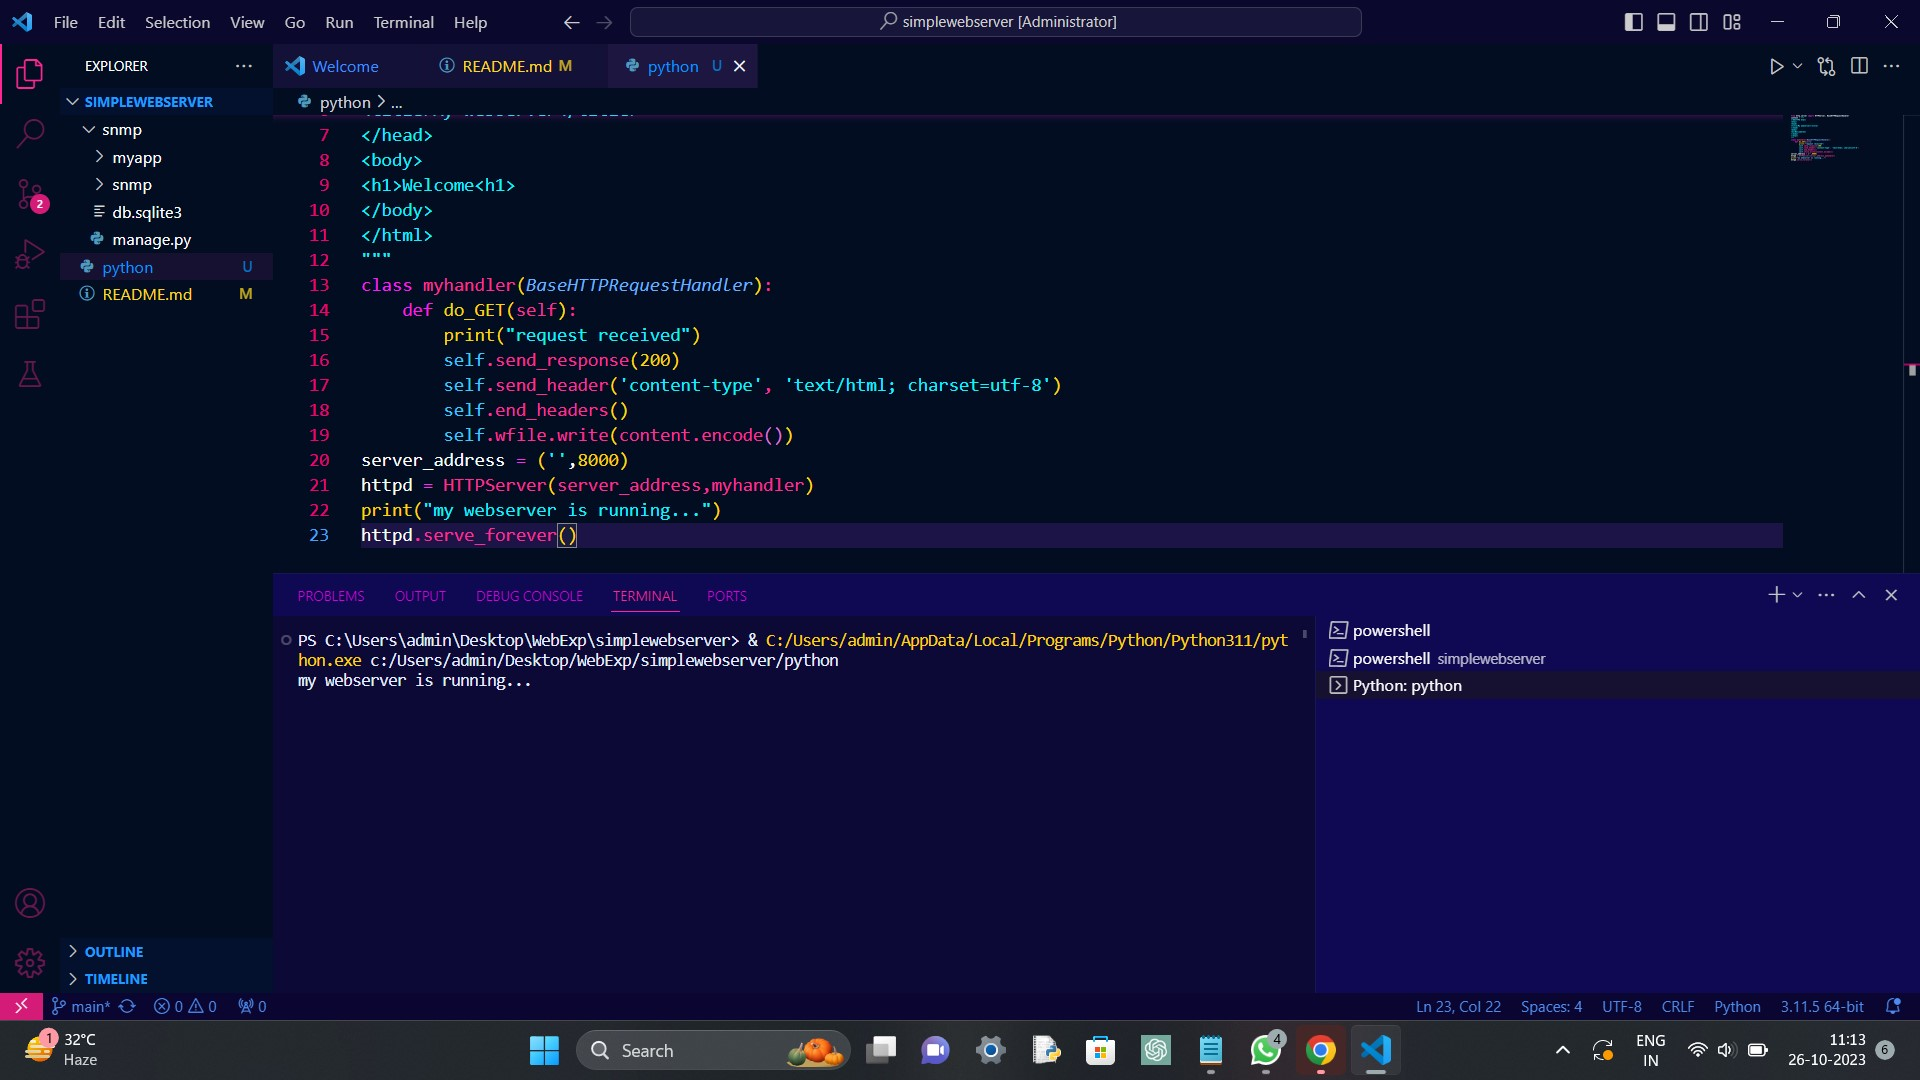 File Edit Selection View Go Run Terminal Help
simplewebserver [Administrator]
EXPLORER
Welcome
README.md M
python U
SIMPLEWEBSERVER
snmp
myapp
snmp
db.sqlite3
manage.py
python U
README.md M
python > ...
7 </head>
8 <body>
9 <h1>Welcome<h1>
10 </body>
11 </html>
12 """
13 class myhandler(BaseHTTPRequestHandler):
14 def do_GET(self):
15 print("request received")
16 self.send_response(200)
17 self.send_header('content-type', 'text/html; charset=utf-8')
18 self.end_headers()
19 self.wfile.write(content.encode())
20 server_address = ('',8000)
21 httpd = HTTPServer(server_address,myhandler)
22 print("my webserver is running...")
23 httpd.serve_forever()
2
PROBLEMS OUTPUT DEBUG CONSOLE TERMINAL PORTS
PS C:\Users\admin\Desktop\WebExp\simplewebserver> & C:/Users/admin/AppData/Local/Programs/Python/Python311/pyt
hon.exe c:/Users/admin/Desktop/WebExp/simplewebserver/python
my webserver is running...
powershell
powershell simplewebserver
Python: python
OUTLINE
TIMELINE
main* 0 0 0
Ln 23, Col 22 Spaces: 4 UTF-8 CRLF Python 3.11.5 64-bit
1
32°C
Haze
Search
4
ENG
IN
11:13
26-10-2023
6